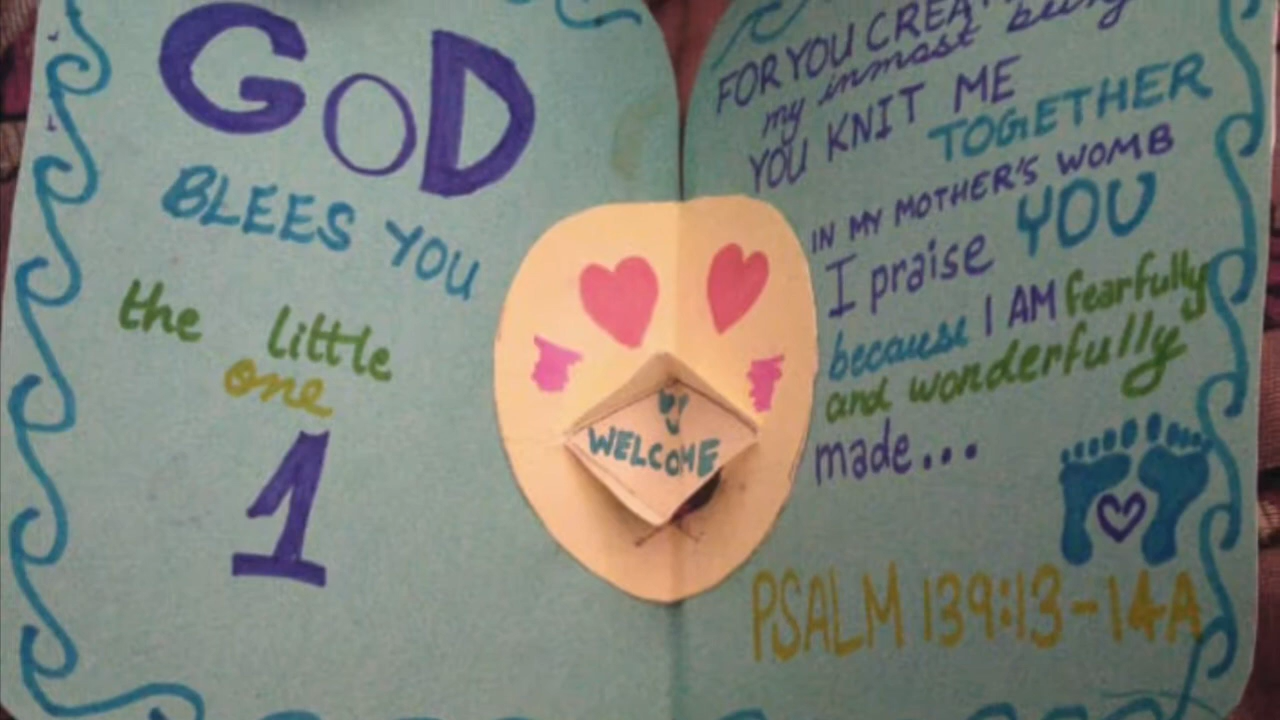 GOD
BLEES YOU
the little
one
1
WELCOME
FOR YOU CREA
my inmost being
YOU KNIT ME
TOGETHER
IN MY MOTHER'S WOMB
I praise YOU
because I AM fearfully
and wonderfully
made...
PSALM 139:13-14A